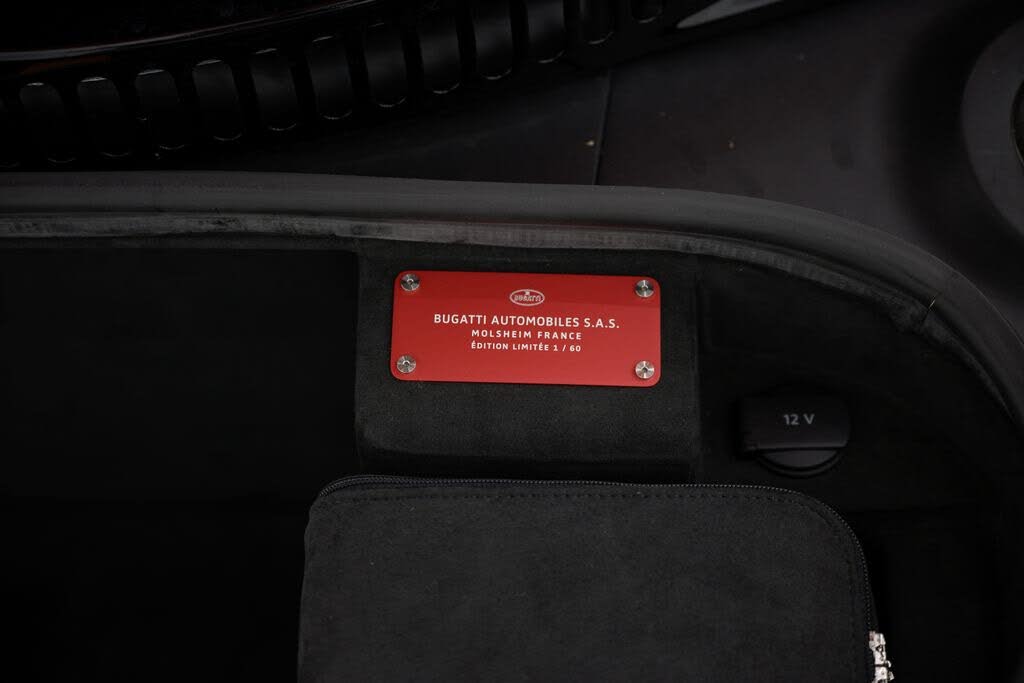 BUGATTI
BUGATTI AUTOMOBILES S.A.S.
MOLSHEIM FRANCE
ÉDITION LIMITÉE 1 / 60
12 V